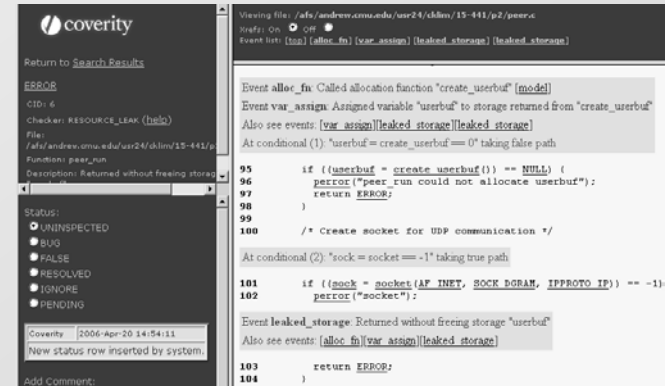 coverity
Return to Search Results
ERROR
CID: 6
Checker: RESOURCE_LEAK (help)
File:
/afs/andrew.cmu.edu/usr24/cklim/15-441/p
Function: peer_run
Description: Returned without freeing storag
Status:
UNINSPECTED
BUG
FALSE
RESOLVED
IGNORE
PENDING
Coverity 2006-Apr-20 14:54:11
New status row inserted by system.
Add Comment:
Viewing file: /afs/andrew.cmu.edu/usr24/cklim/15-441/p2/peer.c
Xrefs: On Off
Event list: [top] [alloc_fn] [var_assign] [leaked_storage] [leaked_storage]
Event alloc_fn: Called allocation function "create_userbuf" [model]
Event var_assign: Assigned variable "userbuf" to storage returned from "create_userbuf"
Also see events: [var_assign][leaked_storage][leaked_storage]
At conditional (1): "userbuf = create_userbuf == 0" taking false path
95 if ((userbuf = create_userbuf()) == NULL) {
96 perror("peer_run could not allocate userbuf");
97 return ERROR;
98 }
99
100 /* Create socket for UDP communication */
At conditional (2): "sock = socket == -1" taking true path
101 if ((sock = socket(AF_INET, SOCK_DGRAM, IPPROTO_IP)) == -1)
102 perror("socket");
Event leaked_storage: Returned without freeing storage "userbuf"
Also see events: [alloc_fn][var_assign][leaked_storage]
103 return ERROR;
104 }